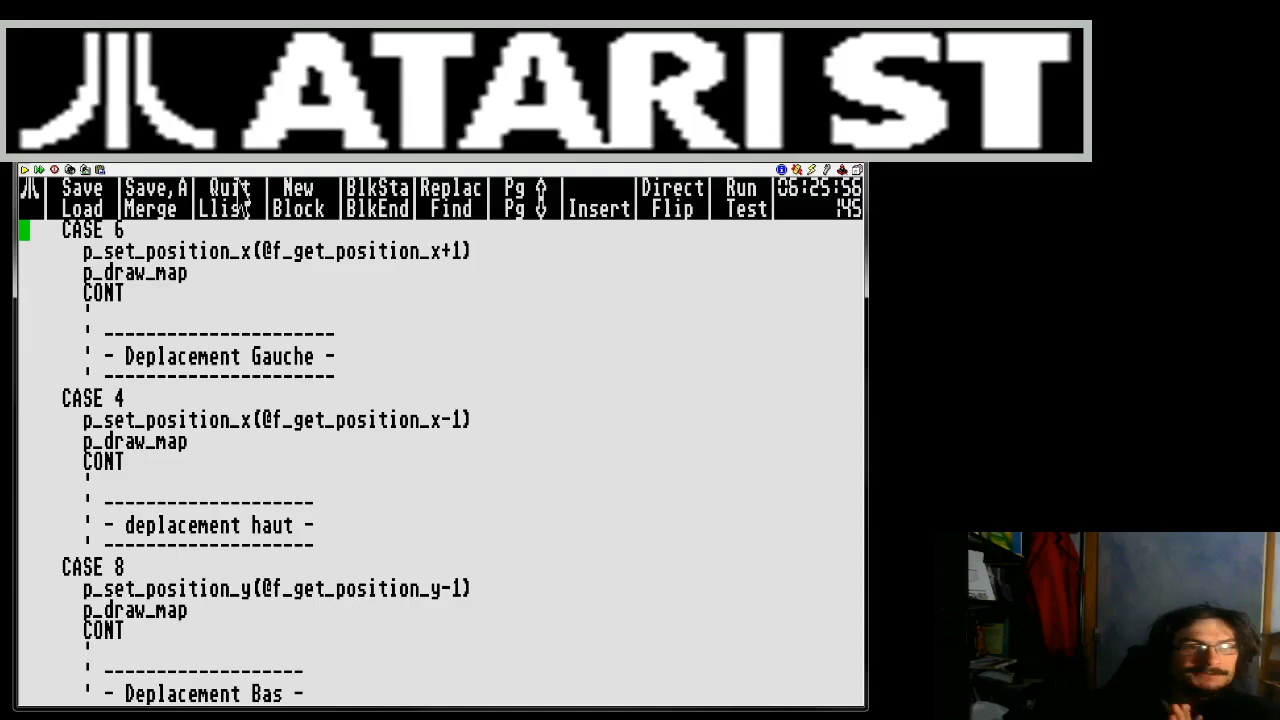 ATARI ST
Save Save,A Quit New BlkSta Replac Pg ⇧ Direct Run 06:25:56
Load Merge Llist Block BlkEnd Find Pg ⇩ Insert Flip Test 145
CASE 6
p_set_position_x(@f_get_position_x+1)
p_draw_map
CONT
'
' ----------------------
' - Deplacement Gauche -
' ----------------------
CASE 4
p_set_position_x(@f_get_position_x-1)
p_draw_map
CONT
'
' --------------------
' - deplacement haut -
' --------------------
CASE 8
p_set_position_y(@f_get_position_y-1)
p_draw_map
CONT
'
' -------------------
' - Deplacement Bas -